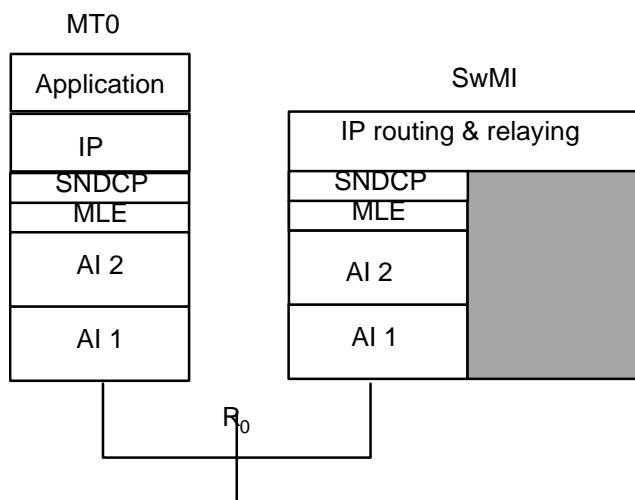 MT0
Application
IP
SNDCP
MLE
AI 2
AI 1
SwMI
IP routing & relaying
SNDCP
MLE
AI 2
AI 1
R0